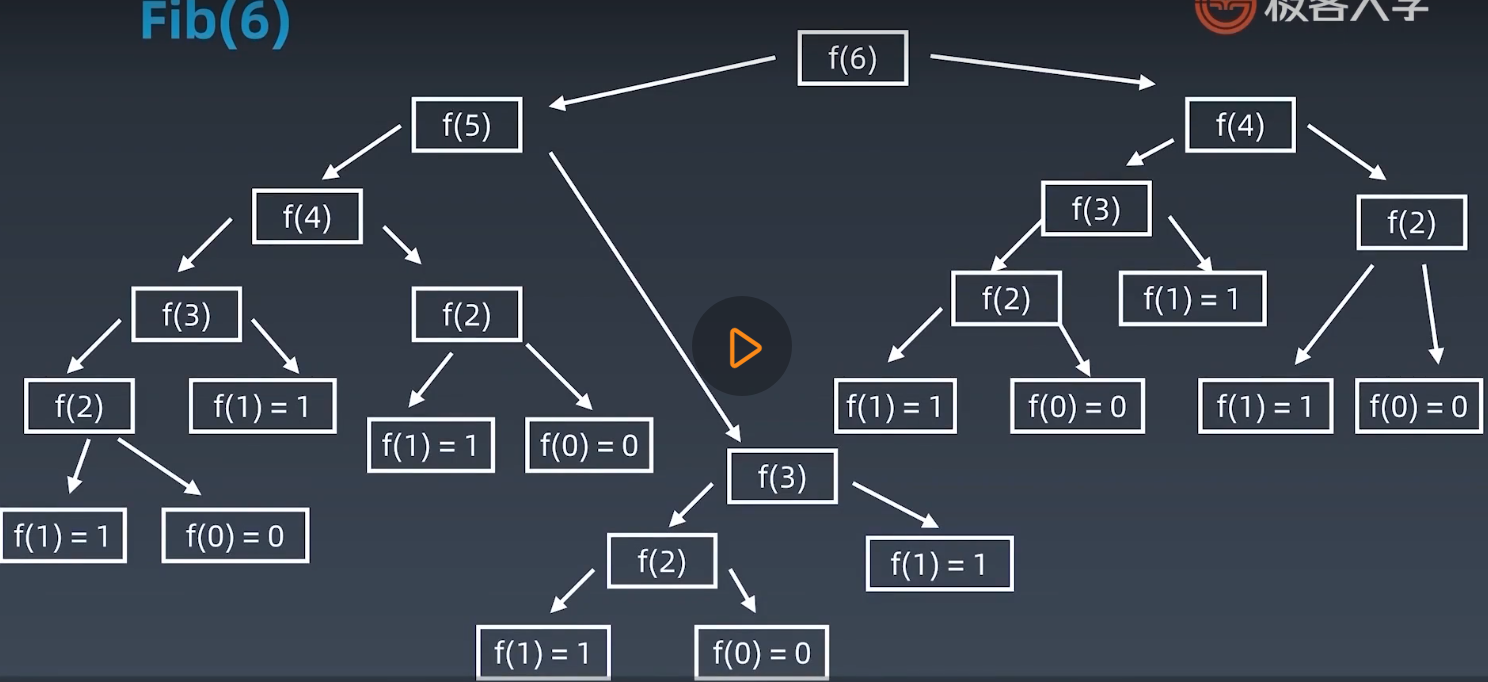 Fib(6)
极客大学
f(6)
f(5)
f(4)
f(4)
f(3)
f(2)
f(3)
f(2)
f(2)
f(1) = 1
f(2)
f(1) = 1
f(1) = 1
f(0) = 0
f(1) = 1
f(0) = 0
f(1) = 1
f(0) = 0
f(3)
f(1) = 1
f(0) = 0
f(2)
f(1) = 1
f(1) = 1
f(0) = 0